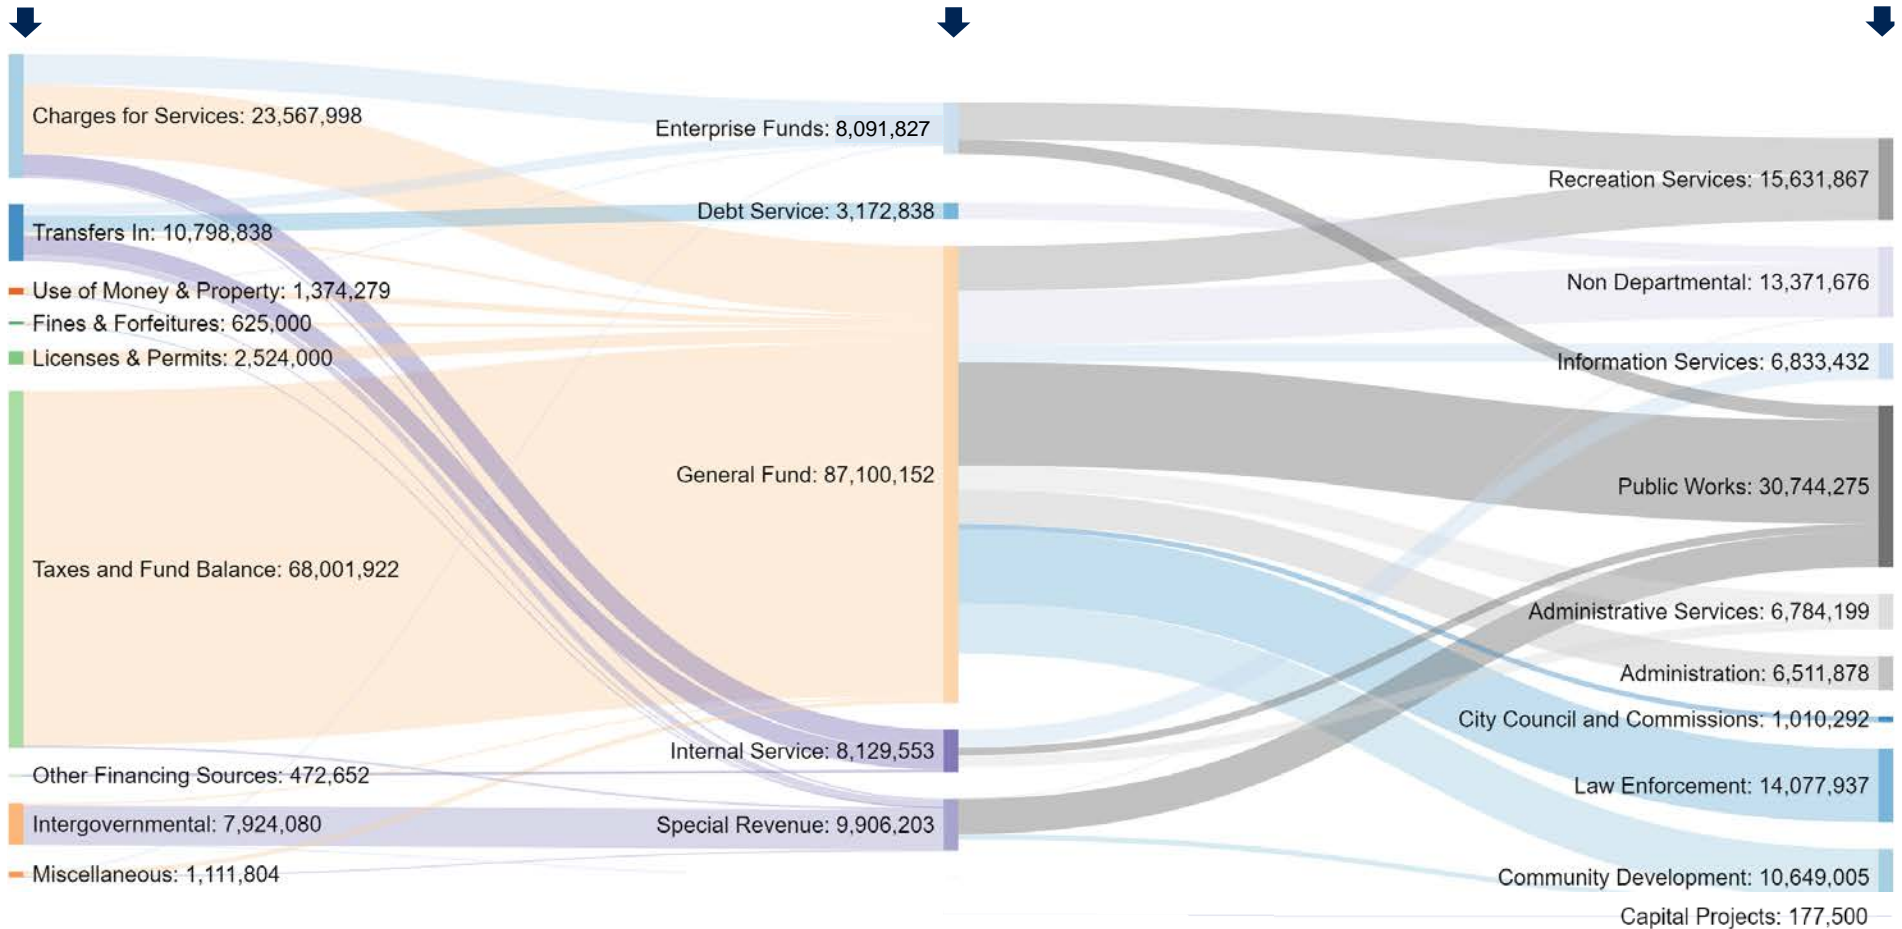 Charges for Services: 23,567,998
Transfers In: 10,798,838
Use of Money & Property: 1,374,279
Fines & Forfeitures: 625,000
Licenses & Permits: 2,524,000
Taxes and Fund Balance: 68,001,922
Other Financing Sources: 472,652
Intergovernmental: 7,924,080
Miscellaneous: 1,111,804
Enterprise Funds: 8,091,827
Debt Service: 3,172,838
General Fund: 87,100,152
Internal Service: 8,129,553
Special Revenue: 9,906,203
Recreation Services: 15,631,867
Non Departmental: 13,371,676
Information Services: 6,833,432
Public Works: 30,744,275
Administrative Services: 6,784,199
Administration: 6,511,878
City Council and Commissions: 1,010,292
Law Enforcement: 14,077,937
Community Development: 10,649,005
Capital Projects: 177,500